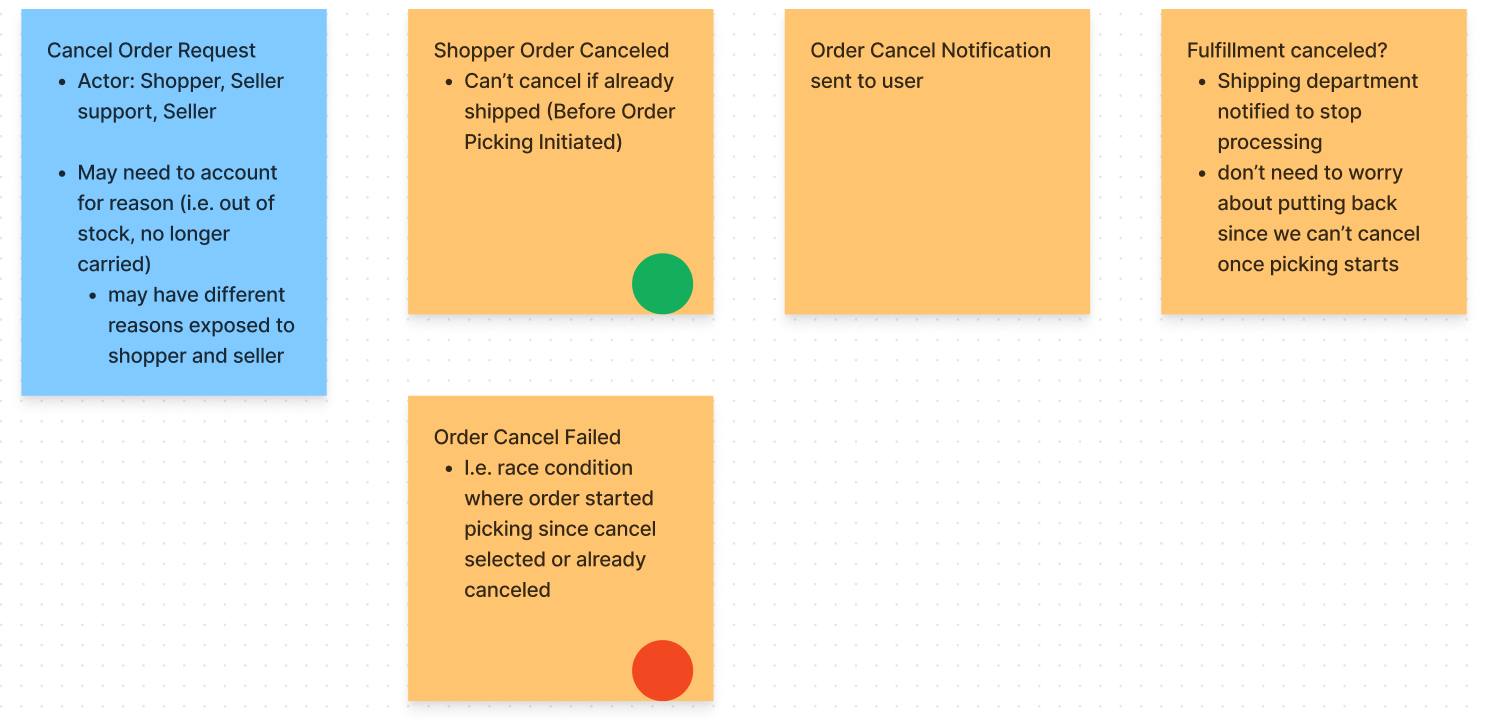 Cancel Order Request
• Actor: Shopper, Seller
support, Seller
• May need to account
for reason (i.e. out of
stock, no longer
carried)
• may have different
reasons exposed to
shopper and seller
Shopper Order Canceled
• Can’t cancel if already
shipped (Before Order
Picking Initiated)
Order Cancel Notification
sent to user
Fulfillment canceled?
• Shipping department
notified to stop
processing
• don’t need to worry
about putting back
since we can’t cancel
once picking starts
Order Cancel Failed
• I.e. race condition
where order started
picking since cancel
selected or already
canceled